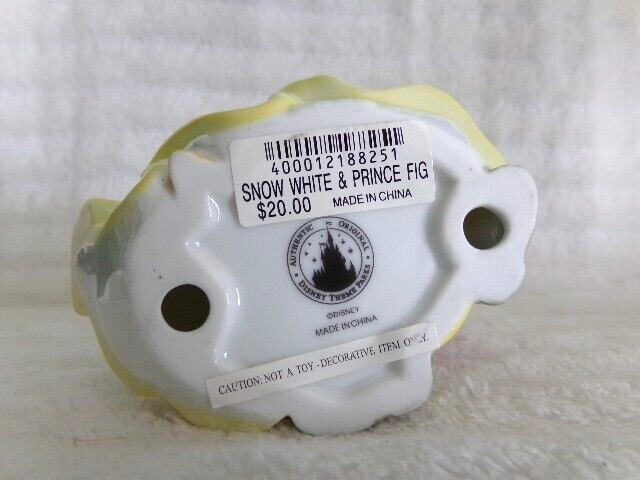 400012188251
SNOW WHITE & PRINCE FIG
$20.00 MADE IN CHINA
AUTHENTIC ORIGINAL
DISNEY THEME PARKS
©DISNEY
MADE IN CHINA
CAUTION: NOT A TOY - DECORATIVE ITEM ONLY.